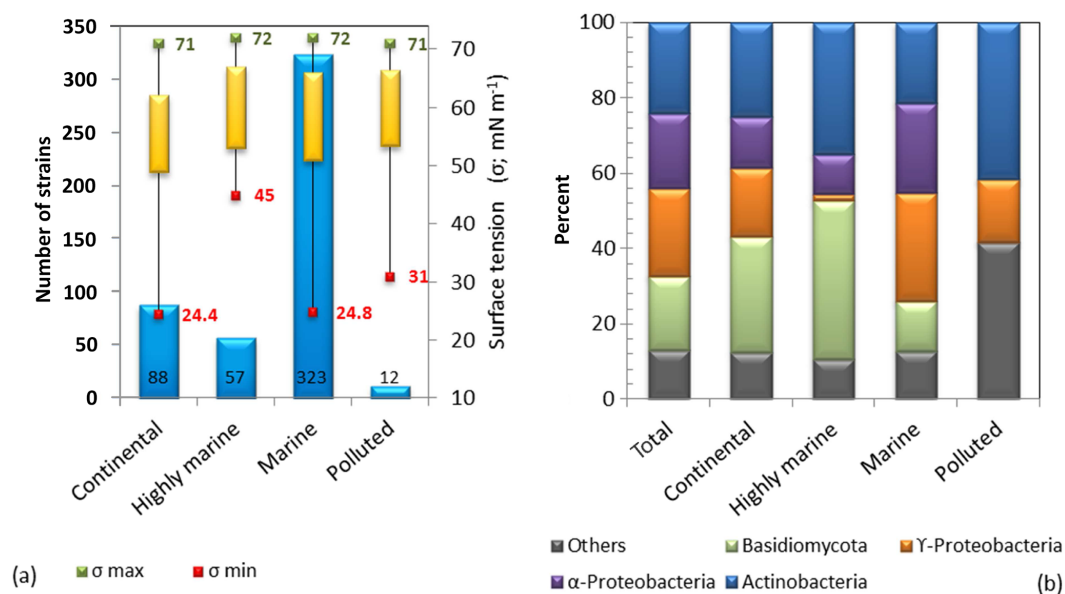 350
300
250
200
150
100
50
0
Number of strains
71
72
72
71
45
31
24.4
24.8
88
57
323
12
70
60
50
40
30
20
10
Surface tension (σ; mN m⁻¹)
Continental
Highly marine
Marine
Polluted
(a)
σ max
σ min
100
80
60
40
20
0
Percent
Total
Continental
Highly marine
Marine
Polluted
Others
Basidiomycota
ϒ-Proteobacteria
α-Proteobacteria
Actinobacteria
(b)